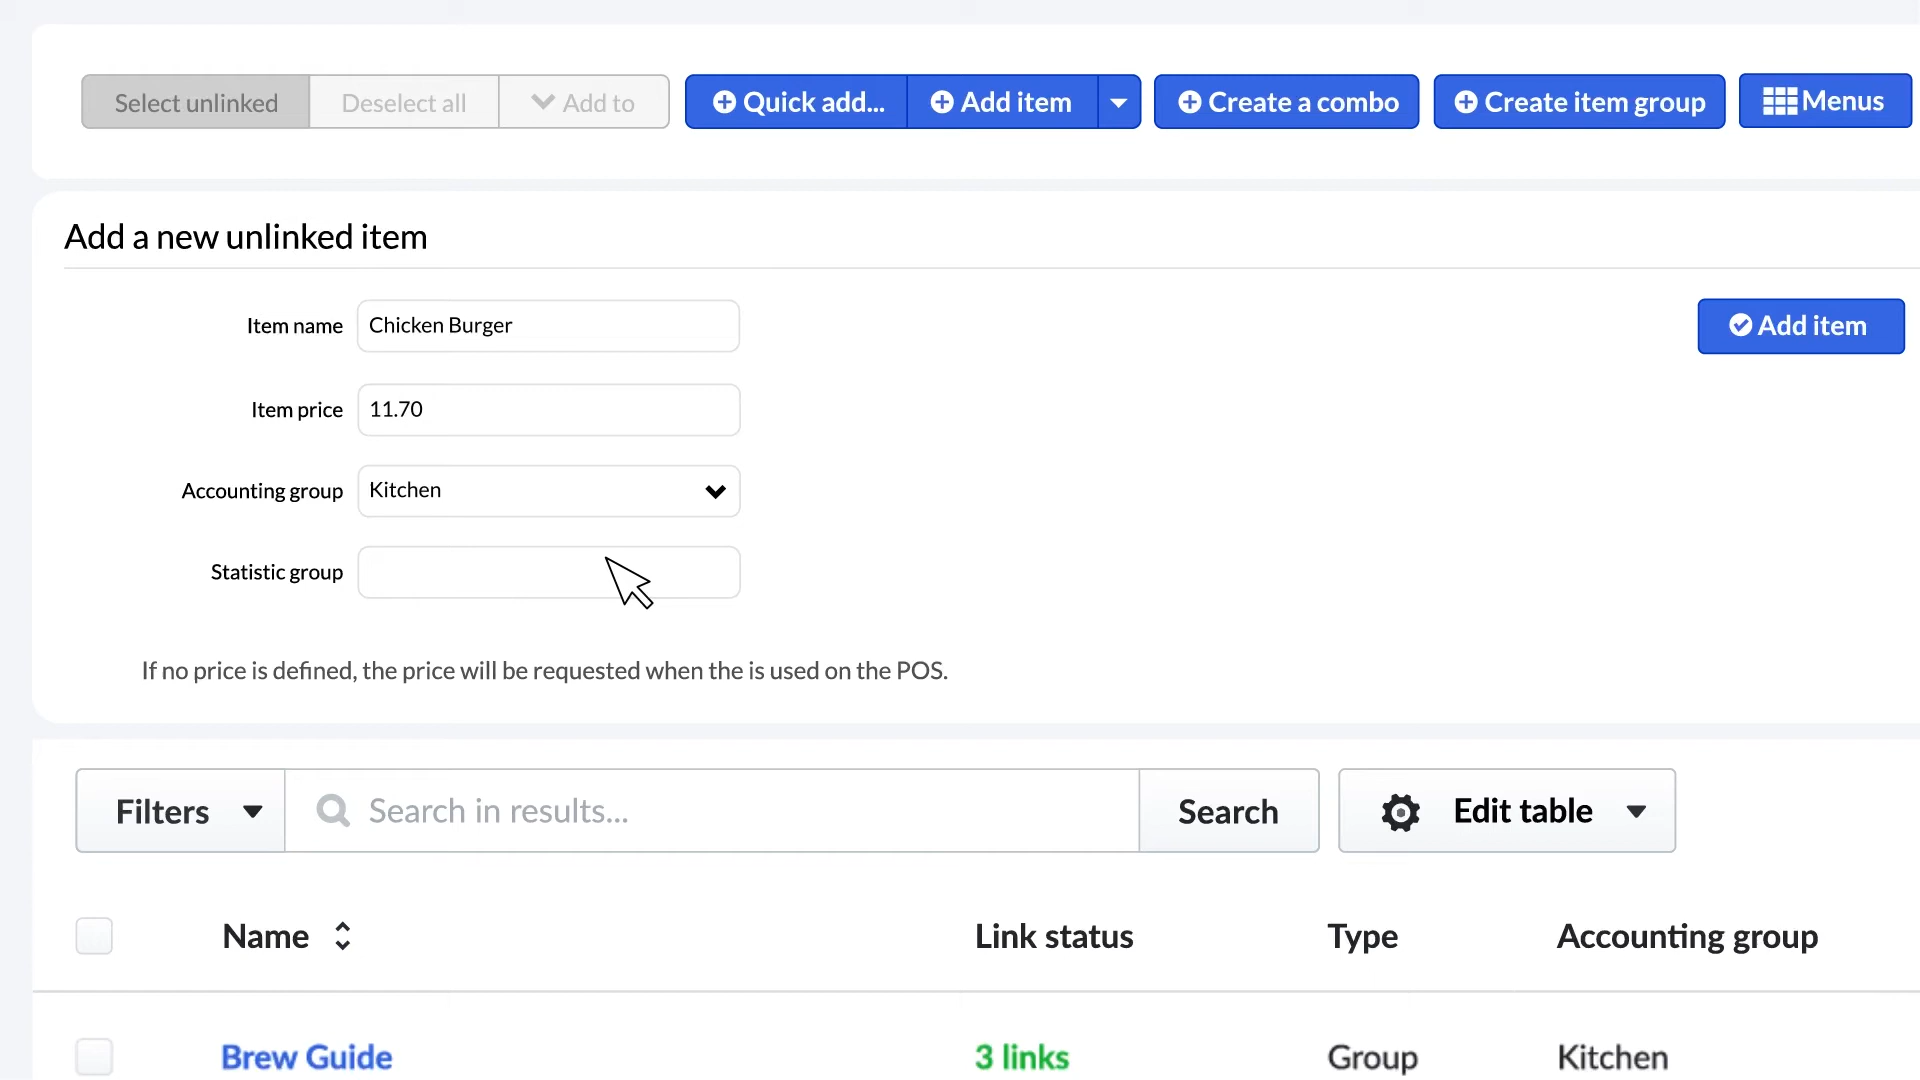 Select unlinked Deselect all Add to Quick add... Add item Create a combo Create item group Menus
Add a new unlinked item
Item name Chicken Burger Add item
Item price 11.70
Accounting group Kitchen
Statistic group
If no price is defined, the price will be requested when the is used on the POS.
Filters Search in results... Search Edit table
Name Link status Type Accounting group
Brew Guide 3 links Group Kitchen